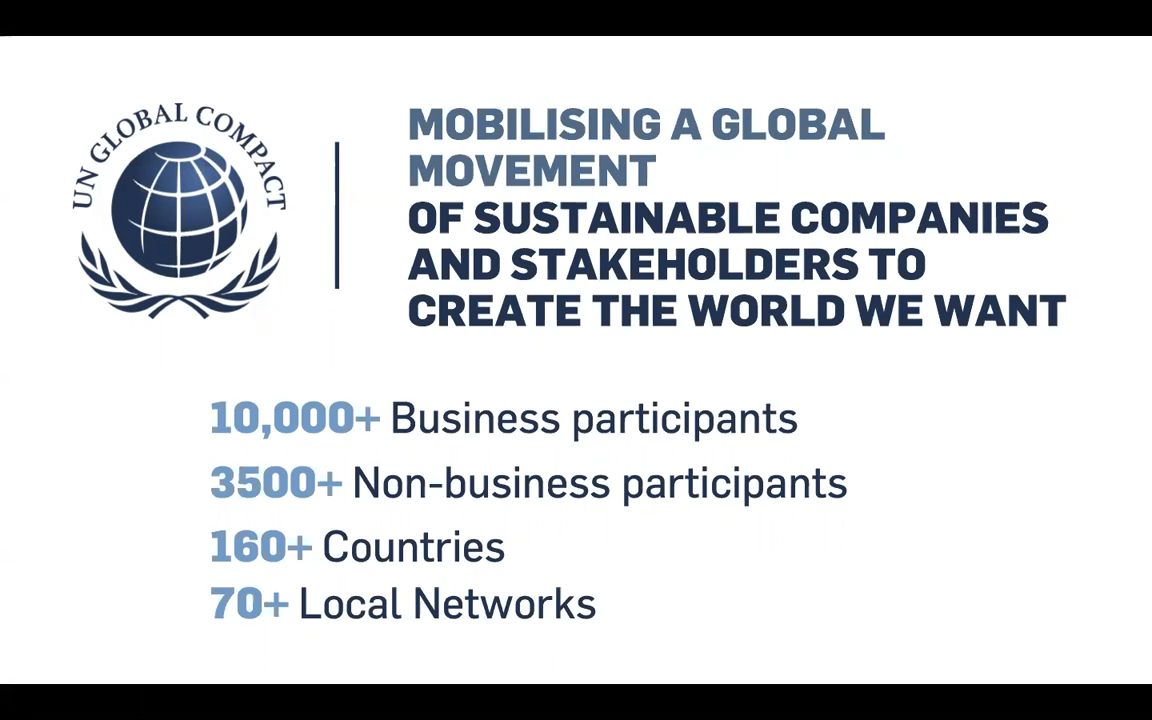 UN GLOBAL COMPACT
MOBILISING A GLOBAL
MOVEMENT
OF SUSTAINABLE COMPANIES
AND STAKEHOLDERS TO
CREATE THE WORLD WE WANT
10,000+ Business participants
3500+ Non-business participants
160+ Countries
70+ Local Networks